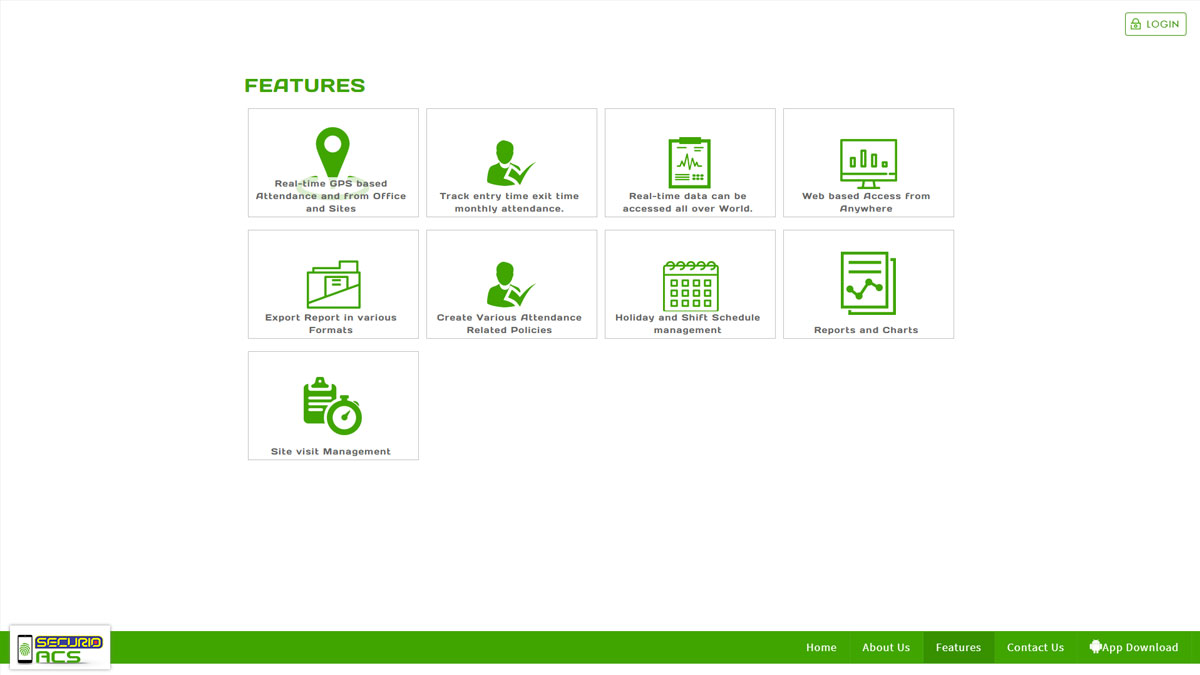 LOGIN
FEATURES
Real-time GPS based
Attendance and from Office
and Sites
Track entry time exit time
monthly attendance.
Real-time data can be
accessed all over World.
Web based Access from
Anywhere
Export Report in various
Formats
Create Various Attendance
Related Policies
Holiday and Shift Schedule
management
Reports and Charts
Site visit Management
SECURID
ACS
Home
About Us
Features
Contact Us
App Download